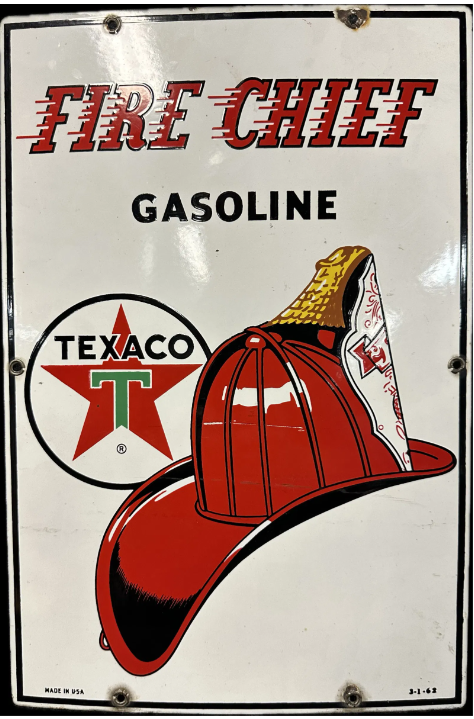 FIRE CHIEF
GASOLINE
TEXACO
T
®
MADE IN USA
3-1-62